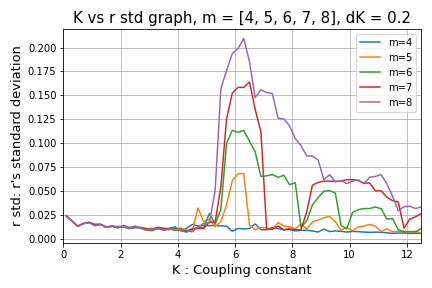 K vs r std graph, m = [4, 5, 6, 7, 8], dK = 0.2
r std: r's standard deviation
0.200
0.175
0.150
0.125
0.100
0.075
0.050
0.025
0.000
m=4
m=5
m=6
m=7
m=8
0 2 4 6 8 10 12
K : Coupling constant